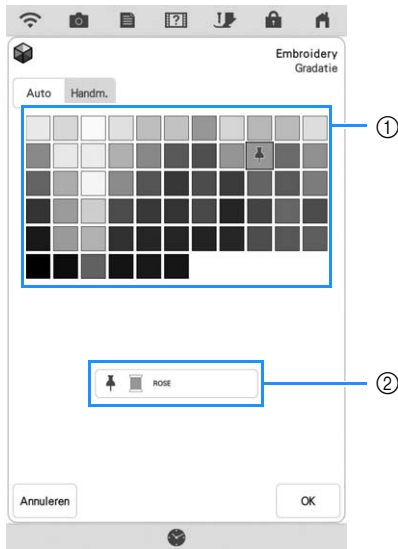 Embroidery
Gradatie
Auto Handm.
①
②
ROSE
Annuleren OK